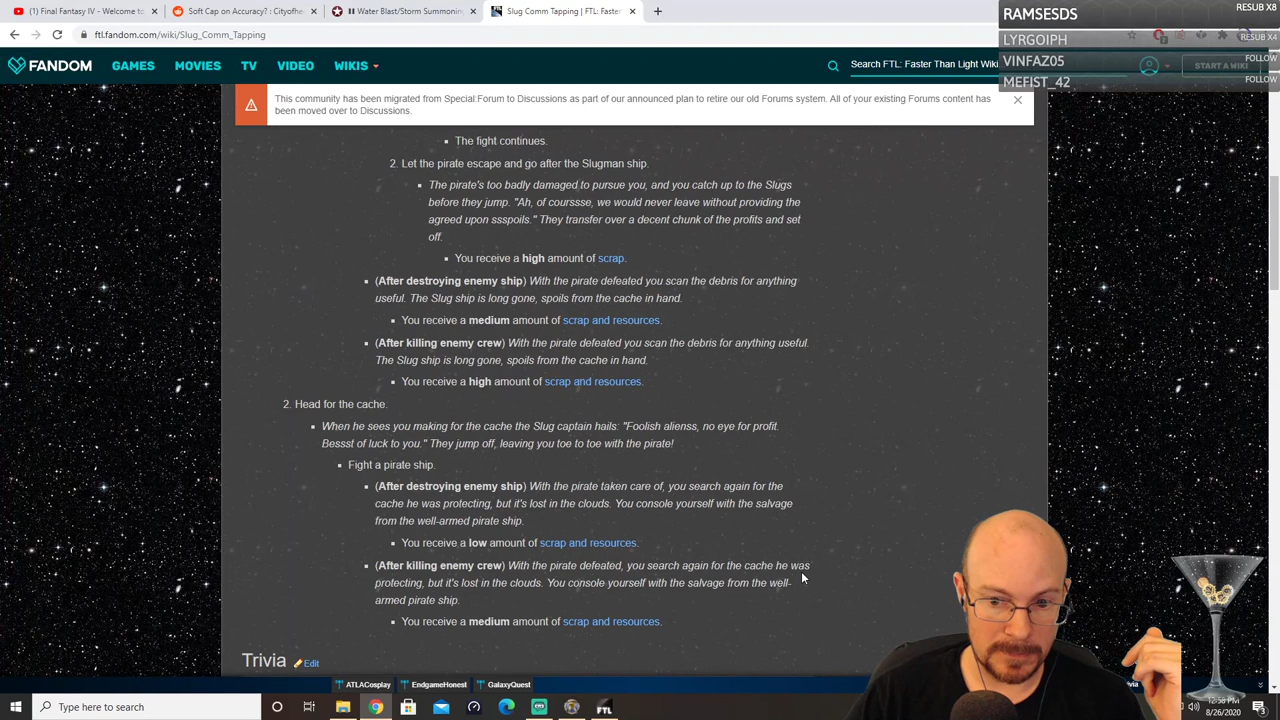 (1) Final Fantasy IV - Welcome to
Soft Cap on Accuracy? : Cityofhe
Water Blast/Storm Summoning
Slug Comm Tapping | FTL: Faster
RAMSESDS
RESUB X8
LYRGOIPH
RESUB X4
VINFAZ05
FOLLOW
MEFIST_42
FOLLOW
ftl.fandom.com/wiki/Slug_Comm_Tapping
FANDOM
GAMES
MOVIES
TV
VIDEO
WIKIS
Search FTL: Faster Than Light Wiki
START A WIKI
This community has been migrated from Special:Forum to Discussions as part of our announced plan to retire our old Forums system. All of your existing Forums content has
been moved over to Discussions.
The fight continues.
2. Let the pirate escape and go after the Slugman ship.
The pirate's too badly damaged to pursue you, and you catch up to the Slugs
before they jump. "Ah, of courssse, we would never leave without providing the
agreed upon ssspoils." They transfer over a decent chunk of the profits and set
off.
You receive a high amount of scrap.
(After destroying enemy ship) With the pirate defeated you scan the debris for anything
useful. The Slug ship is long gone, spoils from the cache in hand.
You receive a medium amount of scrap and resources.
(After killing enemy crew) With the pirate defeated you scan the debris for anything useful.
The Slug ship is long gone, spoils from the cache in hand.
You receive a high amount of scrap and resources.
2. Head for the cache.
When he sees you making for the cache the Slug captain hails: "Foolish alienss, no eye for profit.
Bessst of luck to you." They jump off, leaving you toe to toe with the pirate!
Fight a pirate ship.
(After destroying enemy ship) With the pirate taken care of, you search again for the
cache he was protecting, but it's lost in the clouds. You console yourself with the salvage
from the well-armed pirate ship.
You receive a low amount of scrap and resources.
(After killing enemy crew) With the pirate defeated, you search again for the cache he was
protecting, but it's lost in the clouds. You console yourself with the salvage from the well-
armed pirate ship.
You receive a medium amount of scrap and resources.
Trivia
Edit
ATLACosplay
EndgameHonest
GalaxyQuest
Type here to search
FTL
12:58 PM
8/26/2020
3